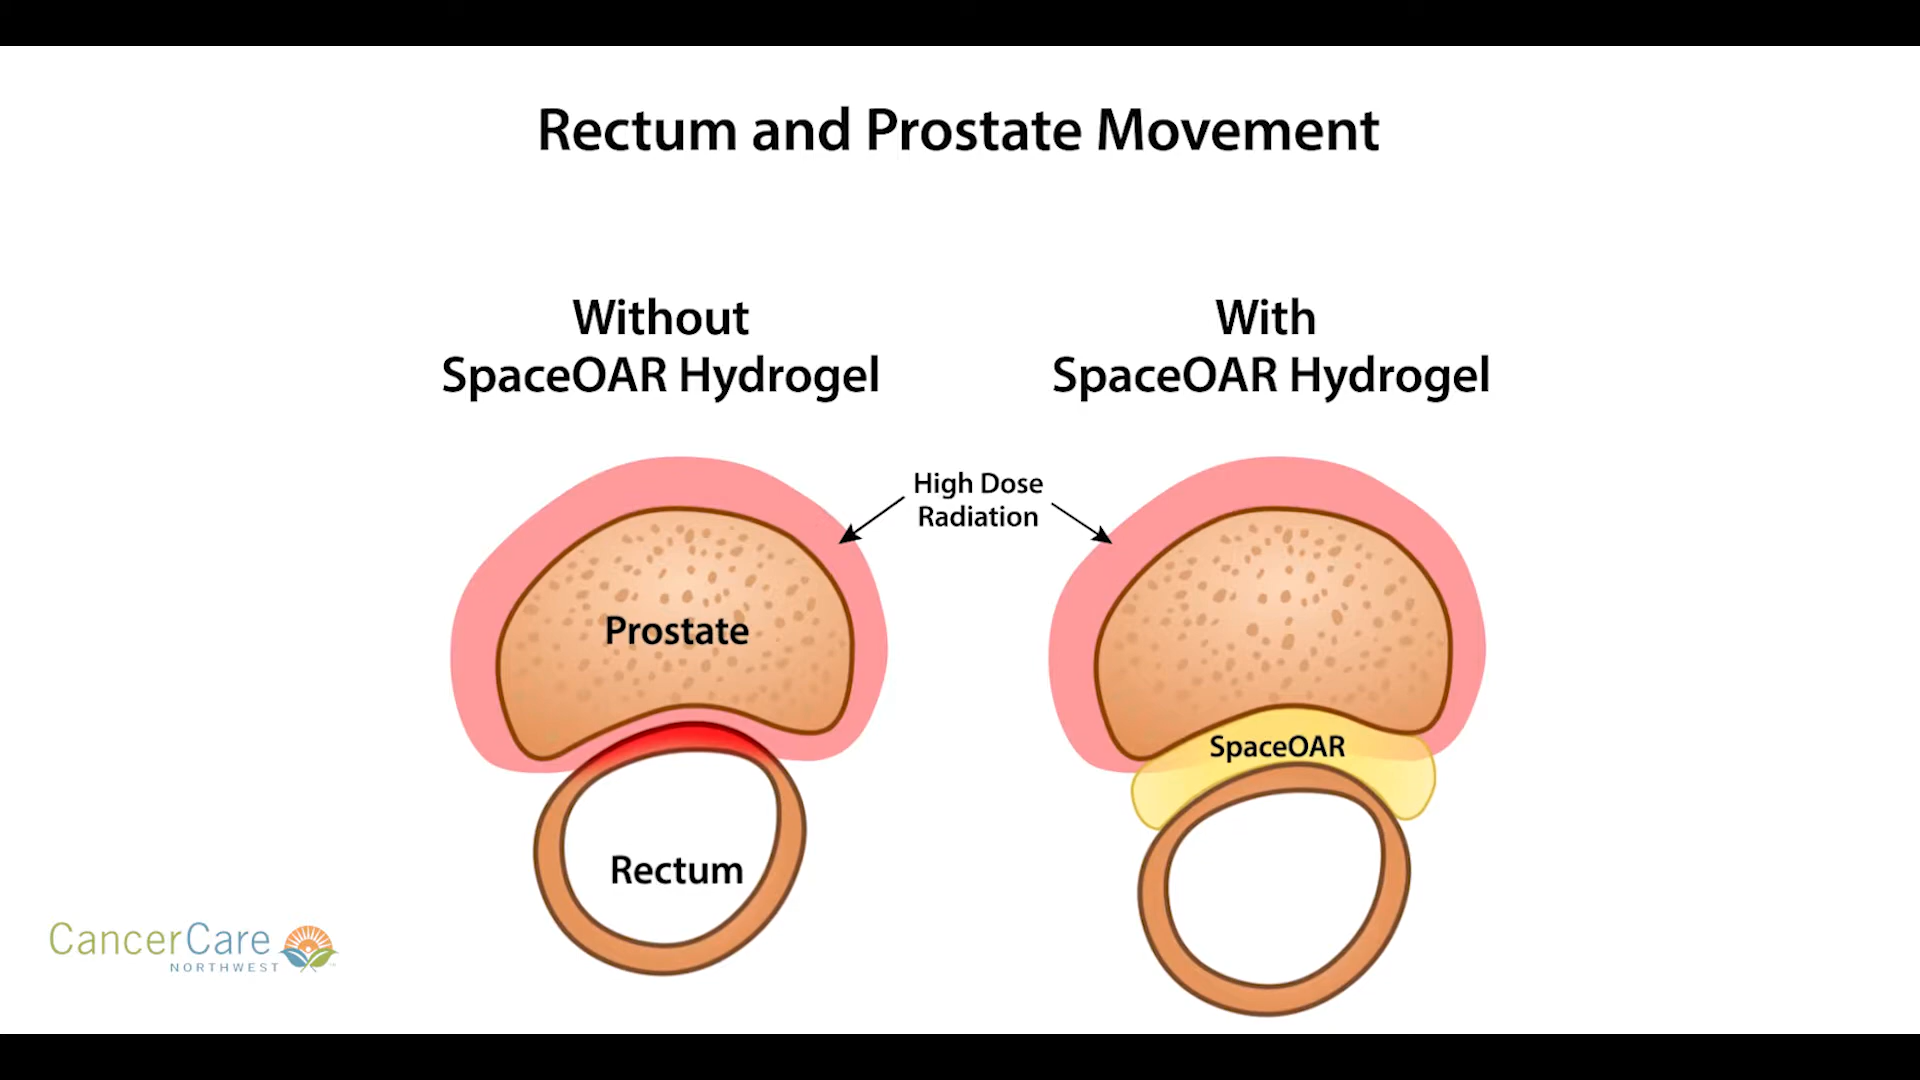 Rectum and Prostate Movement
Without
SpaceOAR Hydrogel
With
SpaceOAR Hydrogel
High Dose
Radiation
Prostate
Rectum
SpaceOAR
CancerCare
NORTHWEST